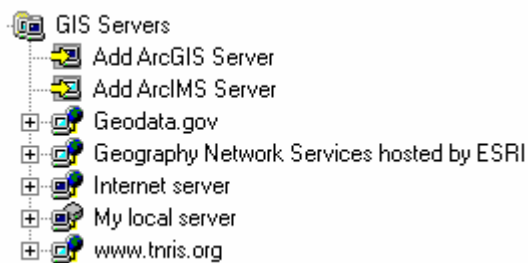 GIS Servers
Add ArcGIS Server
Add ArcIMS Server
Geodata.gov
Geography Network Services hosted by ESRI
Internet server
My local server
www.tnris.org